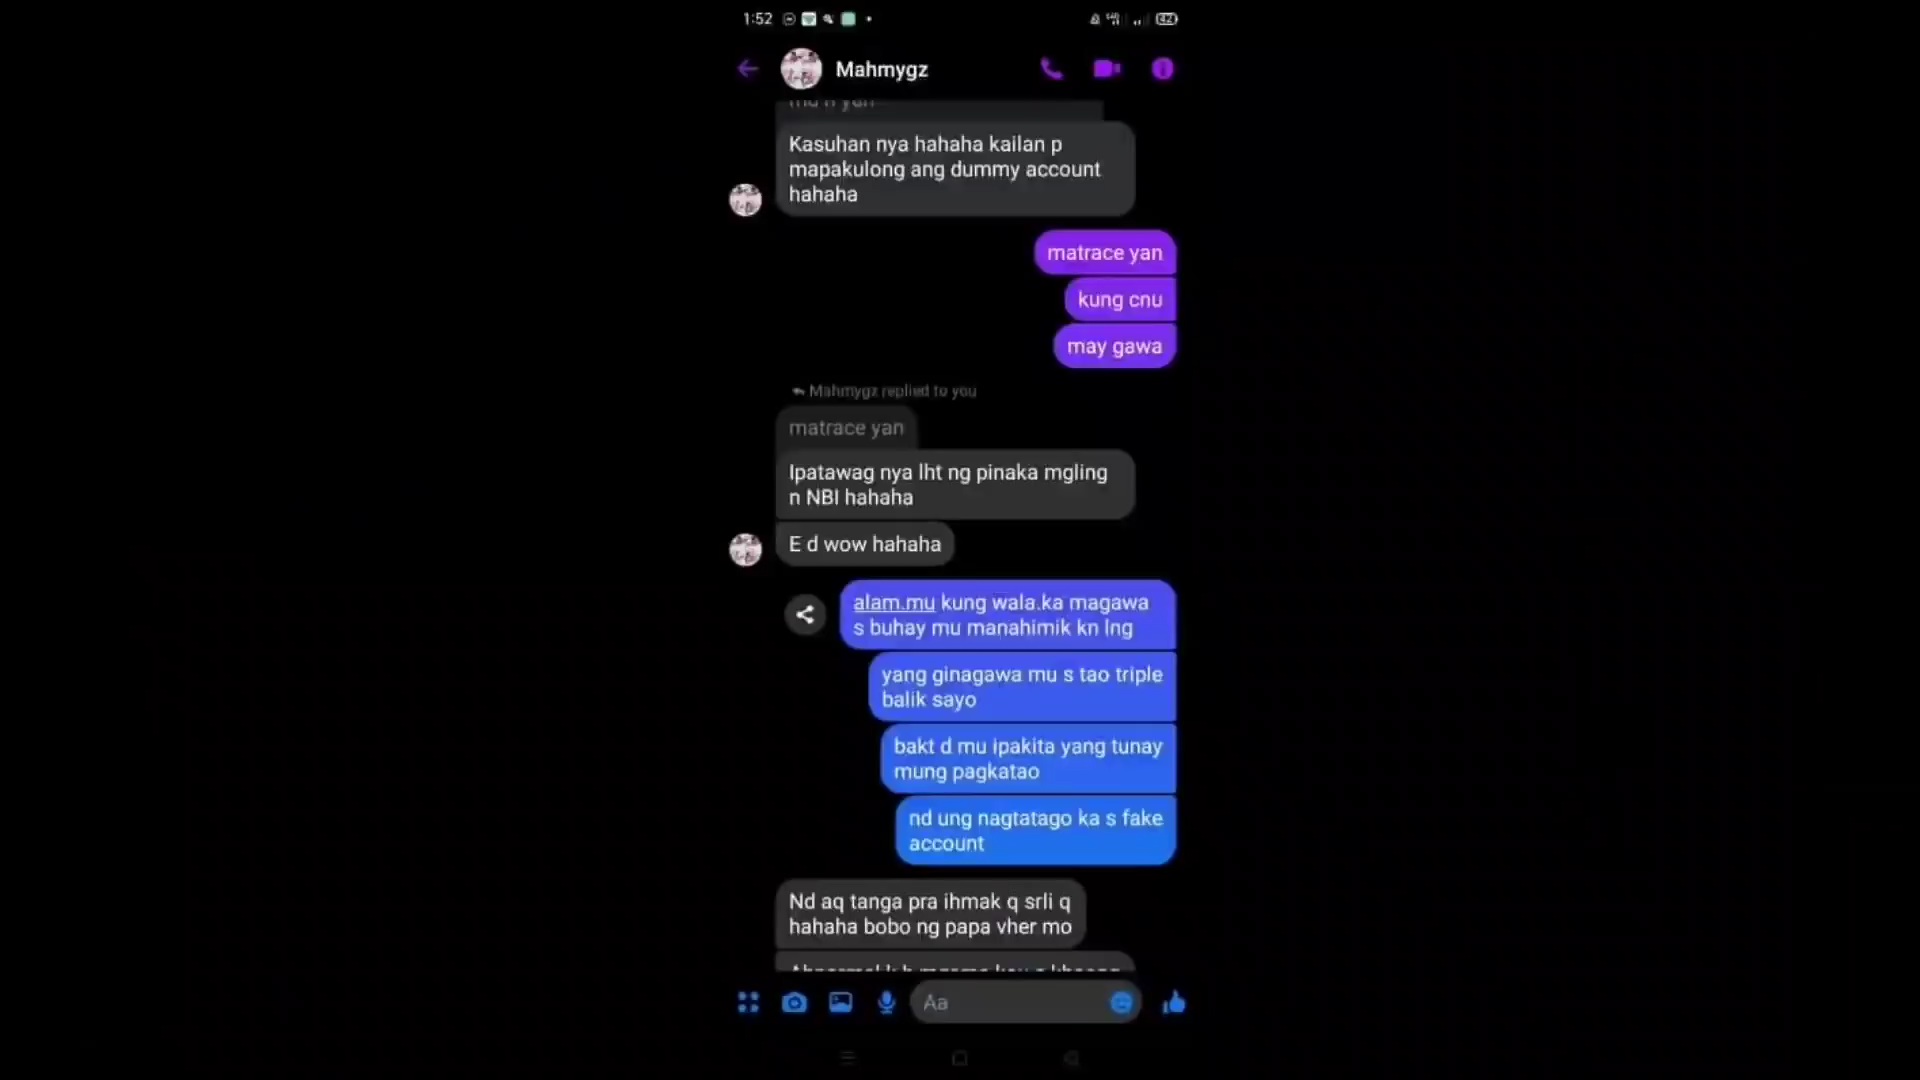 1:52
42
Mahmygz
Kasuhan nya hahaha kailan p
mapakulong ang dummy account
hahaha
matrace yan
kung cnu
may gawa
Mahmygz replied to you
matrace yan
Ipatawag nya lht ng pinaka mgling
n NBI hahaha
E d wow hahaha
alam.mu kung wala.ka magawa
s buhay mu manahimik kn lng
yang ginagawa mu s tao triple
balik sayo
bakt d mu ipakita yang tunay
mung pagkatao
nd ung nagtatago ka s fake
account
Nd aq tanga pra ihmak q srli q
hahaha bobo ng papa vher mo
Aa